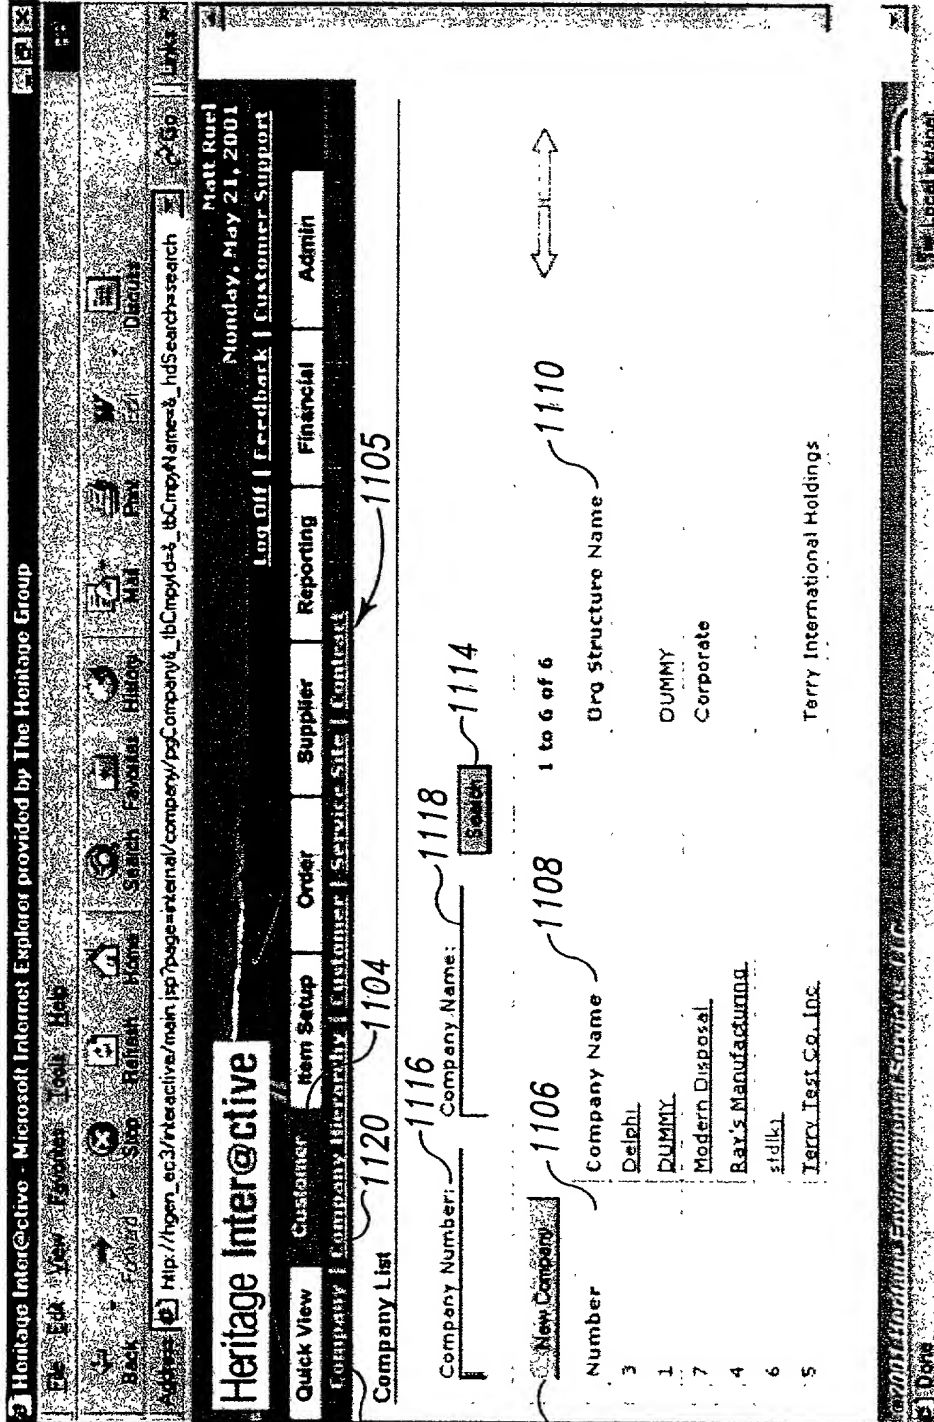 Heritage Inter@ctive - Microsoft Internet Explorer provided by The Heritage Group
File Edit View Favorites Tools Help
Back Forward Stop Refresh Home Search Favorites History Mail Print Edit Discuss
Address http://hgen_ec3/interactive/main.jsp?page=internal/company/pgCompany&_tbCmpyId=&_tbCmpyName=&_hdSearch=search Go Links
Heritage Inter@ctive
Matt Ruel
Monday, May 21, 2001
Log Off | Feedback | Customer Support
Quick View Customer Item Setup Order Supplier Reporting Financial Admin
Company | Company Hierarchy | Customer | Service Site | Contract
1105
1120
1104
Company List
1116
1118
1114
Company Number: Company Name: Search
New Company 1 to 6 of 6
1106
1108
1110
Number Company Name Org Structure Name
3 Delphi
1 DUMMY DUMMY
7 Modern Disposal Corporate
4 Ray's Manufacturing
6 stdlkj
5 Terry Test Co. Inc. Terry International Holdings
Done Local intranet